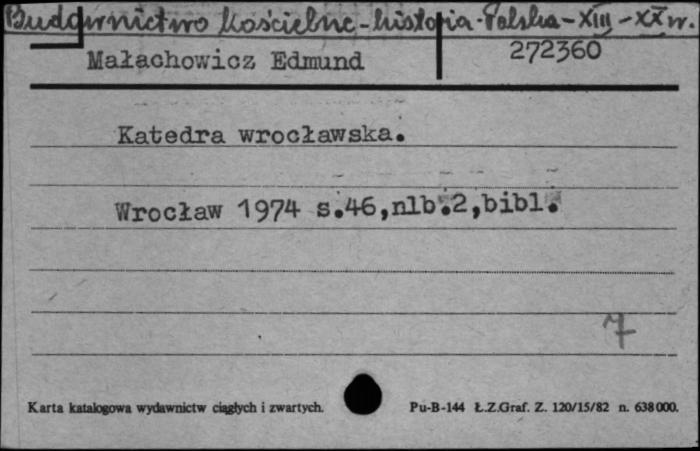 Budownictwo kościelne - historia - Polska - XIII - XX w.
Małachowicz Edmund
272360
Katedra wrocławska.
Wrocław 1974 s.46,nlb.2,bibl.
7
Karta katalogowa wydawnictw ciągłych i zwartych.
Pu-B-144 Ł.Z.Graf. Z. 120/15/82 n. 638000.